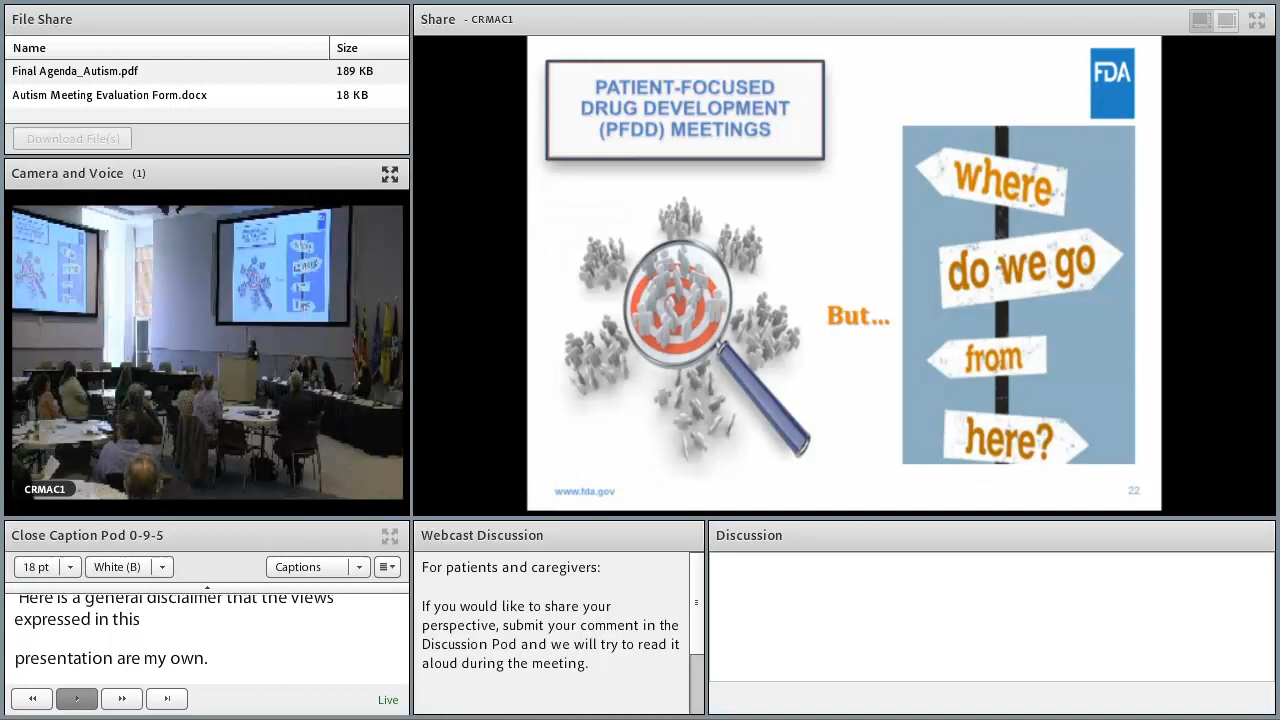 File Share
Name Size
Final Agenda_Autism.pdf 189 KB
Autism Meeting Evaluation Form.docx 18 KB
Download File(s)
Camera and Voice (1)
CRMAC1
Close Caption Pod 0-9-5
18 pt White (B) Captions
Here is a general disclaimer that the views
expressed in this
presentation are my own.
Live
Share - CRMAC1
PATIENT-FOCUSED
DRUG DEVELOPMENT
(PFDD) MEETINGS
FDA
But...
where
do we go
from
here?
www.fda.gov
22
Webcast Discussion
For patients and caregivers:
If you would like to share your
perspective, submit your comment in the
Discussion Pod and we will try to read it
aloud during the meeting.
Discussion